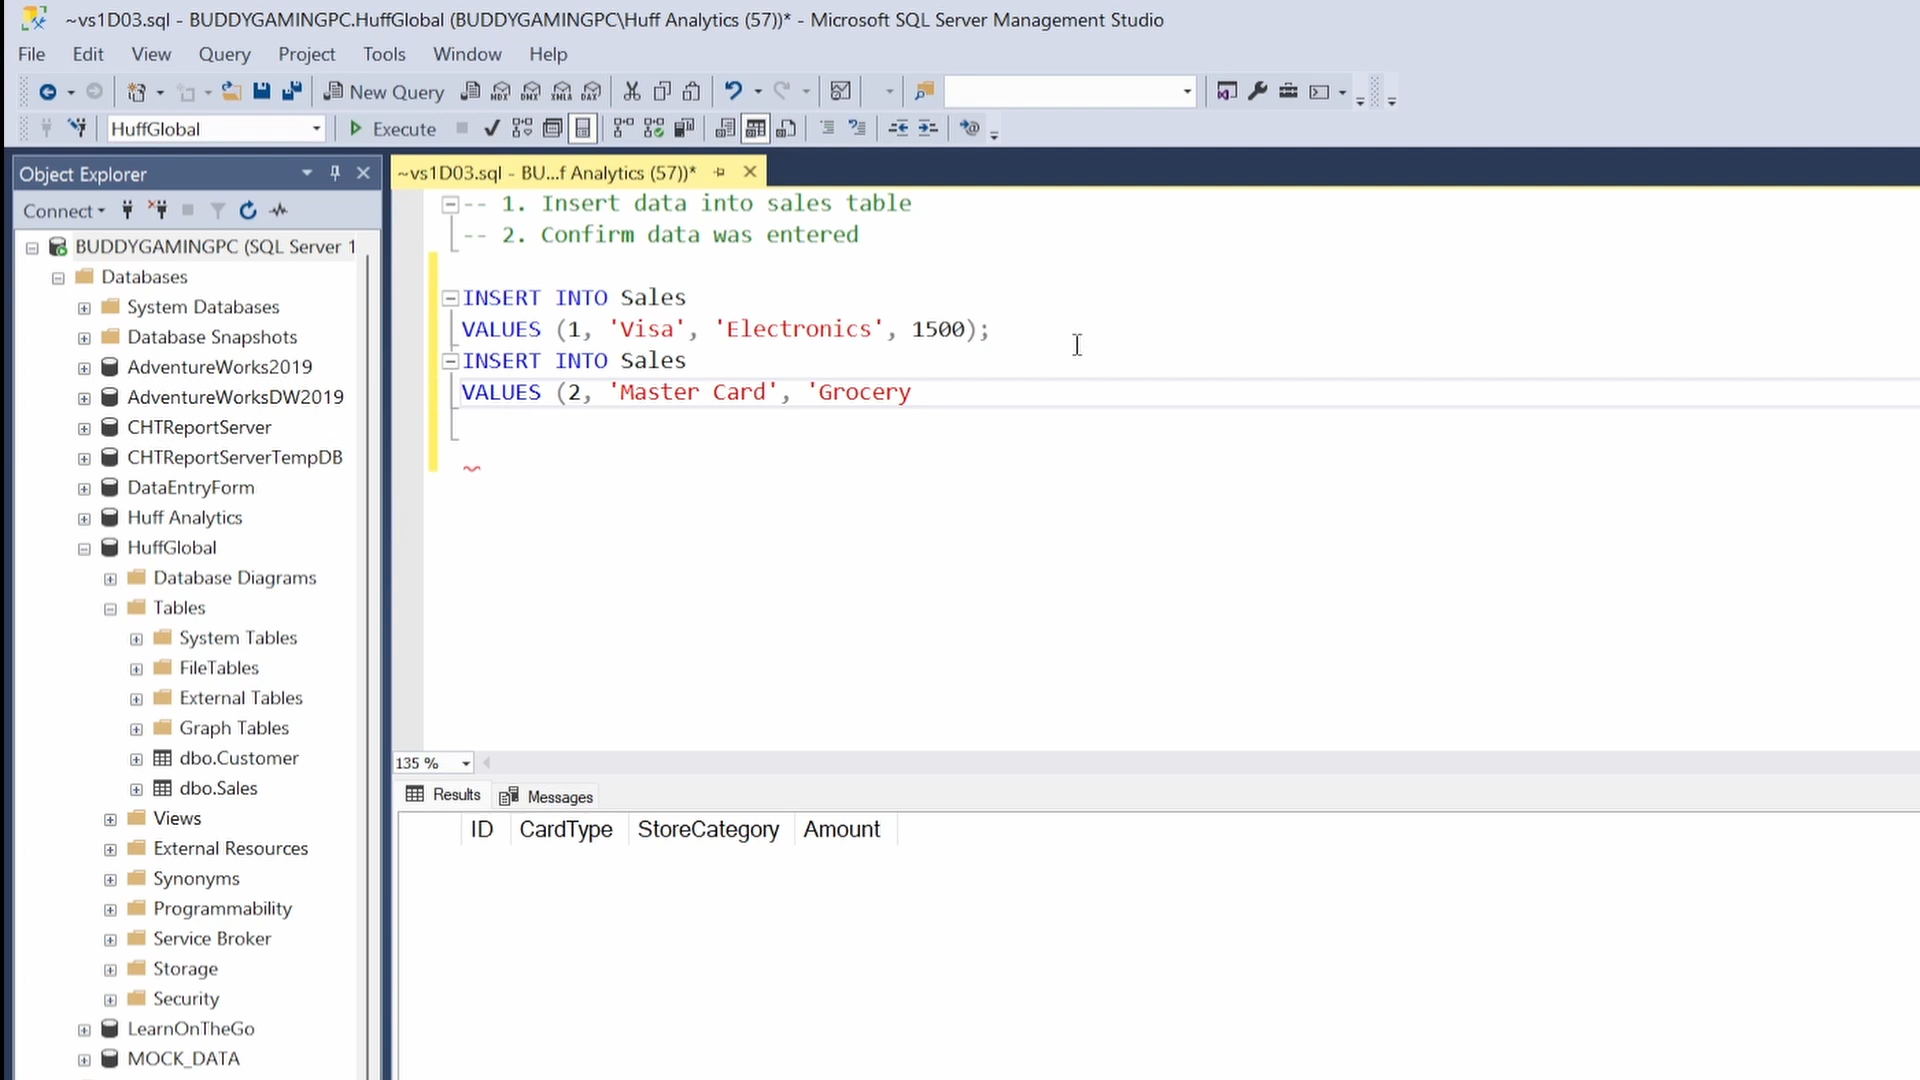 ~vs1D03.sql - BUDDYGAMINGPC.HuffGlobal (BUDDYGAMINGPC\Huff Analytics (57))* - Microsoft SQL Server Management Studio
File Edit View Query Project Tools Window Help
New Query MDX DMX XMLA DAX
HuffGlobal Execute
Object Explorer
~vs1D03.sql - BU...f Analytics (57))*
Connect
BUDDYGAMINGPC (SQL Server 1
Databases
System Databases
Database Snapshots
AdventureWorks2019
AdventureWorksDW2019
CHTReportServer
CHTReportServerTempDB
DataEntryForm
Huff Analytics
HuffGlobal
Database Diagrams
Tables
System Tables
FileTables
External Tables
Graph Tables
dbo.Customer
dbo.Sales
Views
External Resources
Synonyms
Programmability
Service Broker
Storage
Security
LearnOnTheGo
MOCK_DATA
-- 1. Insert data into sales table
-- 2. Confirm data was entered
INSERT INTO Sales
VALUES (1, 'Visa', 'Electronics', 1500);
INSERT INTO Sales
VALUES (2, 'Master Card', 'Grocery
135 %
Results Messages
ID CardType StoreCategory Amount